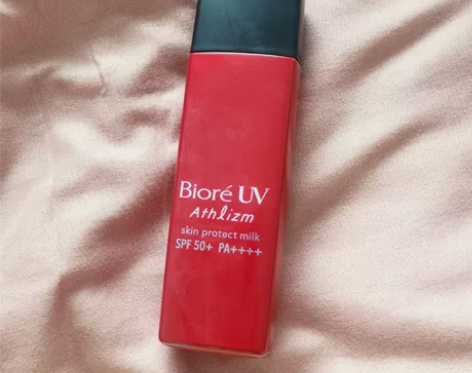 Bioré UV
Athlizm
skin protect milk
SPF 50+ PA++++